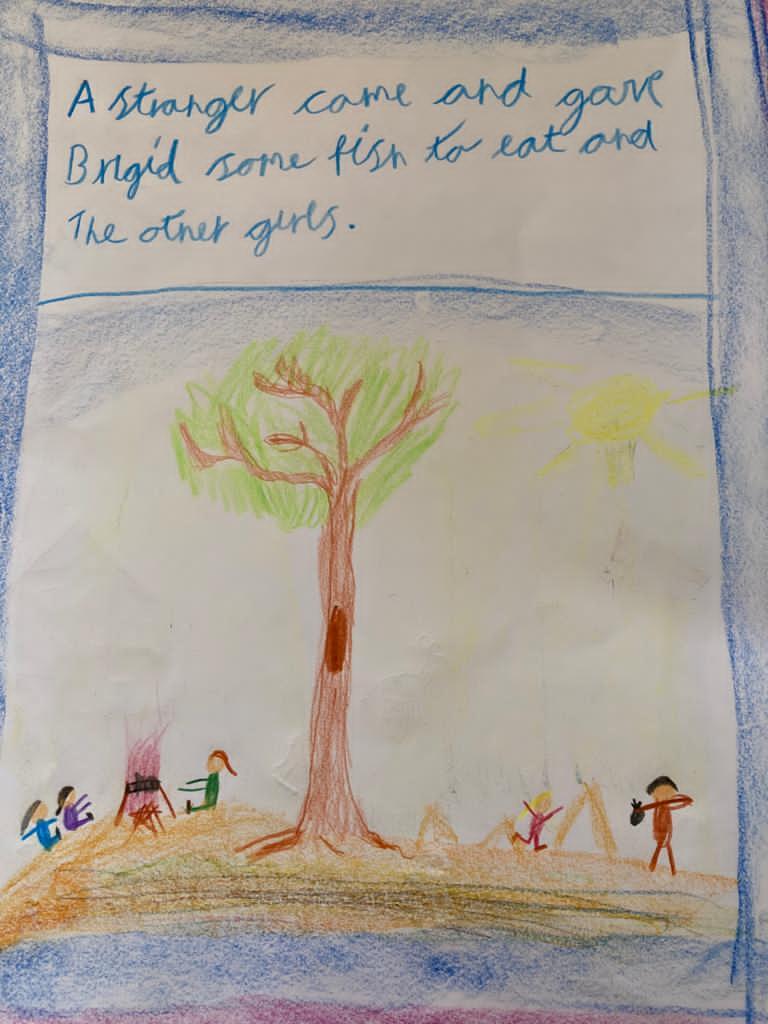 A stranger came and gave
Brigid some fish to eat and
The other girls.